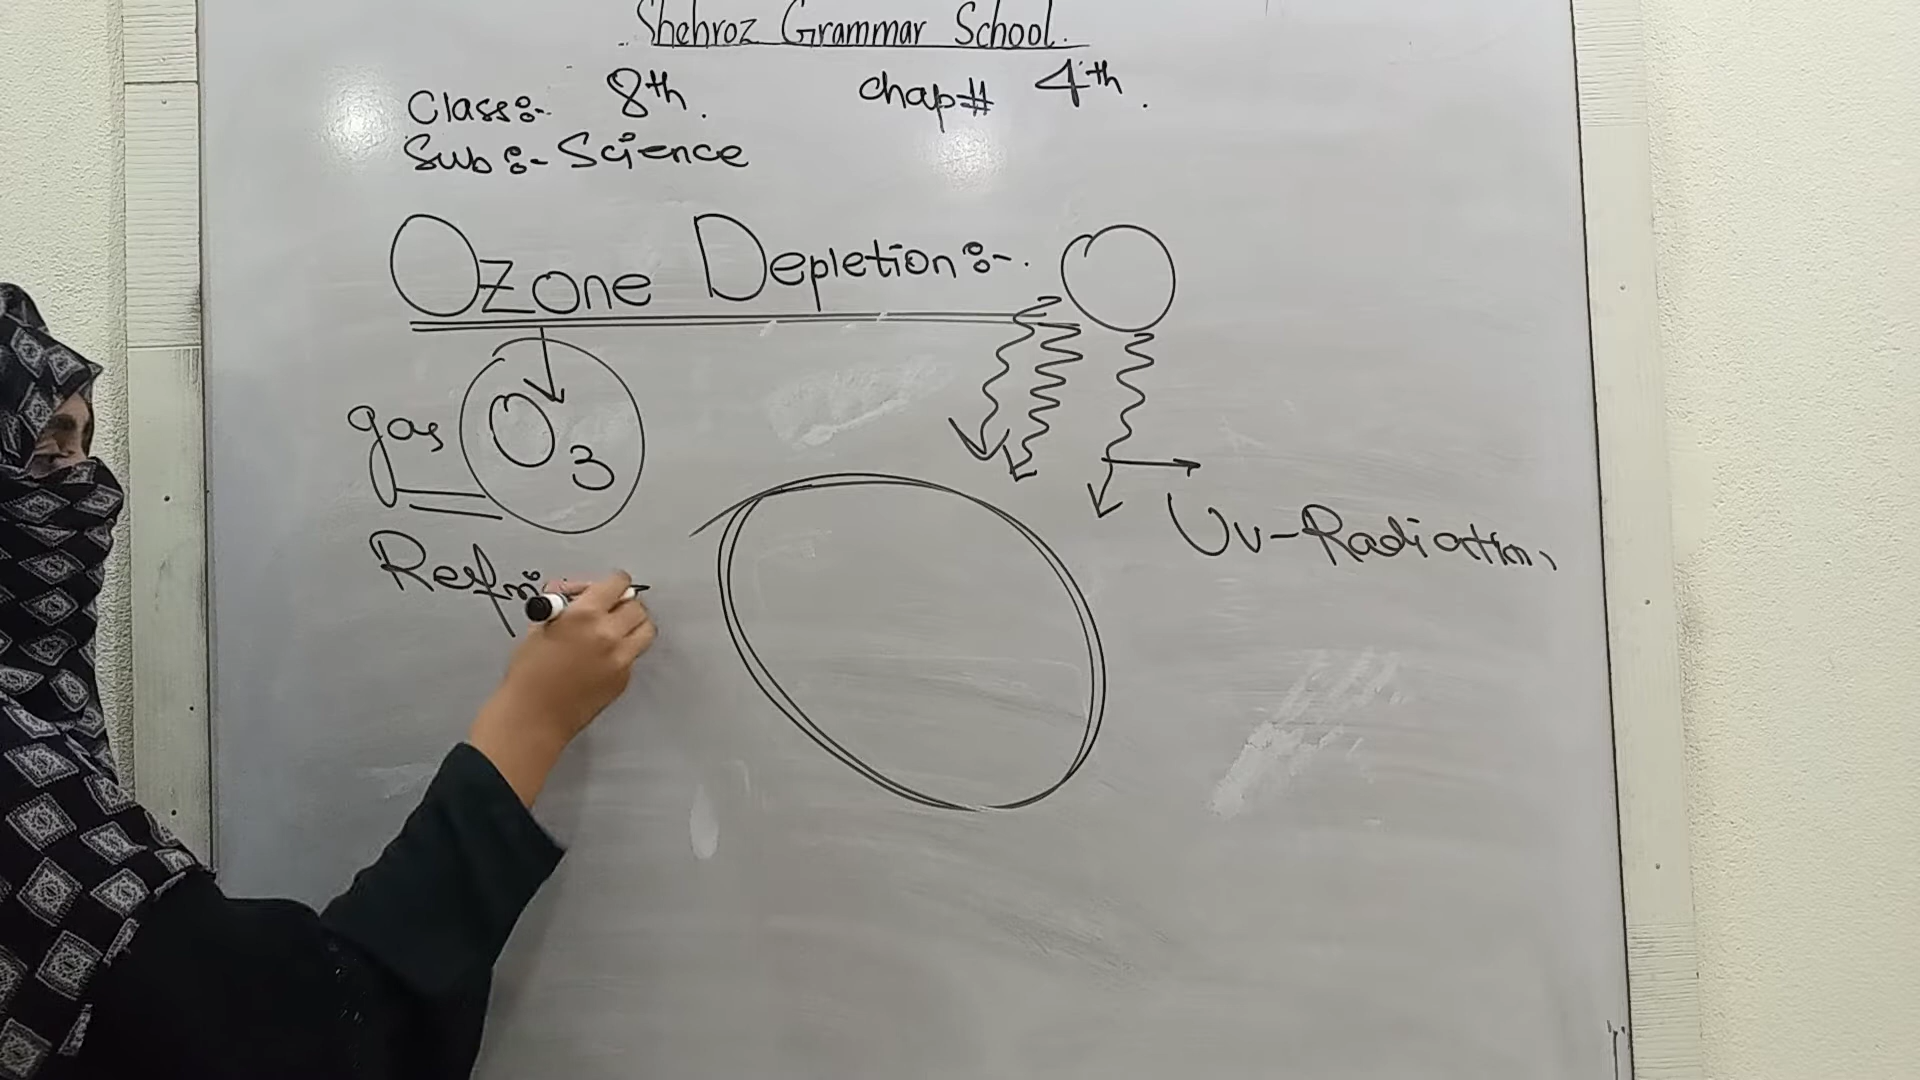 Shehroz Grammar School.
Class:- 8th. Chap# 4th.
Sub:- Science
Ozone Depletion:-.
gas O3
Uv-Radiation